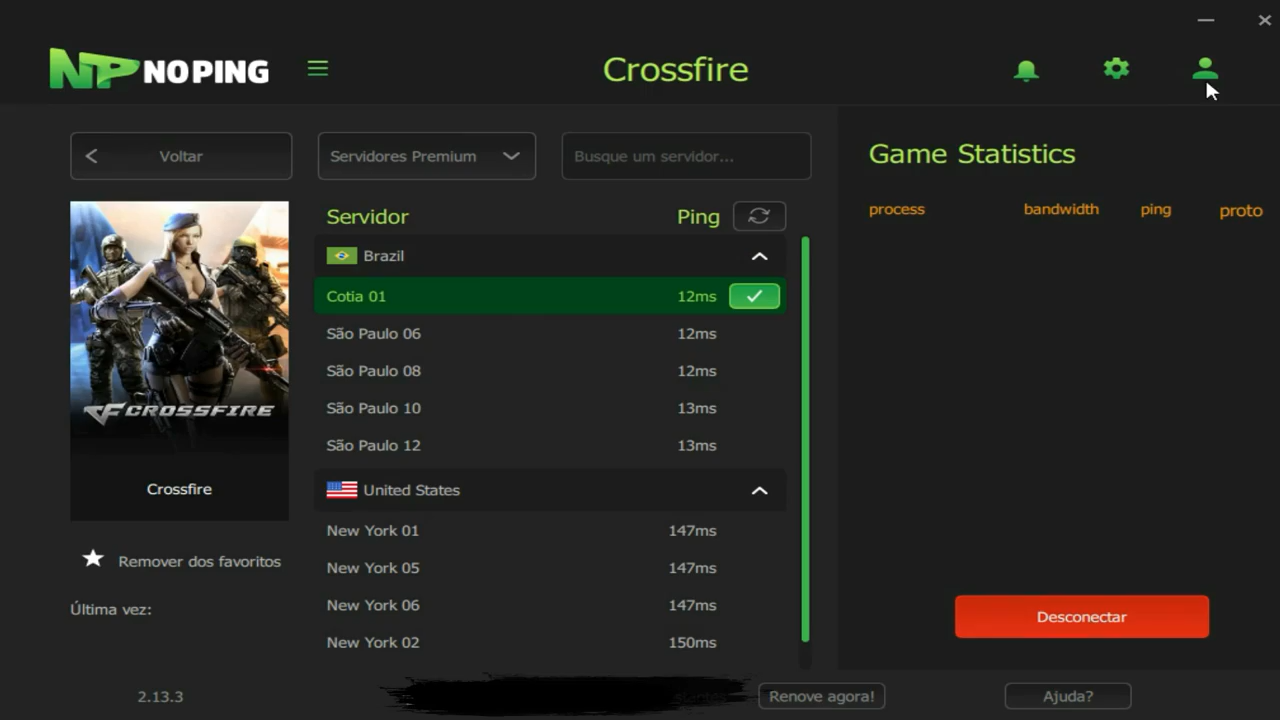 NP NOPING
Crossfire
Voltar
Servidores Premium
Busque um servidor...
Game Statistics
process bandwidth ping proto
Servidor Ping
Brazil
Cotia 01 12ms
São Paulo 06 12ms
São Paulo 08 12ms
São Paulo 10 13ms
São Paulo 12 13ms
United States
New York 01 147ms
New York 05 147ms
New York 06 147ms
New York 02 150ms
CF CROSSFIRE
Crossfire
Remover dos favoritos
Última vez:
Desconectar
2.13.3
Renove agora!
Ajuda?